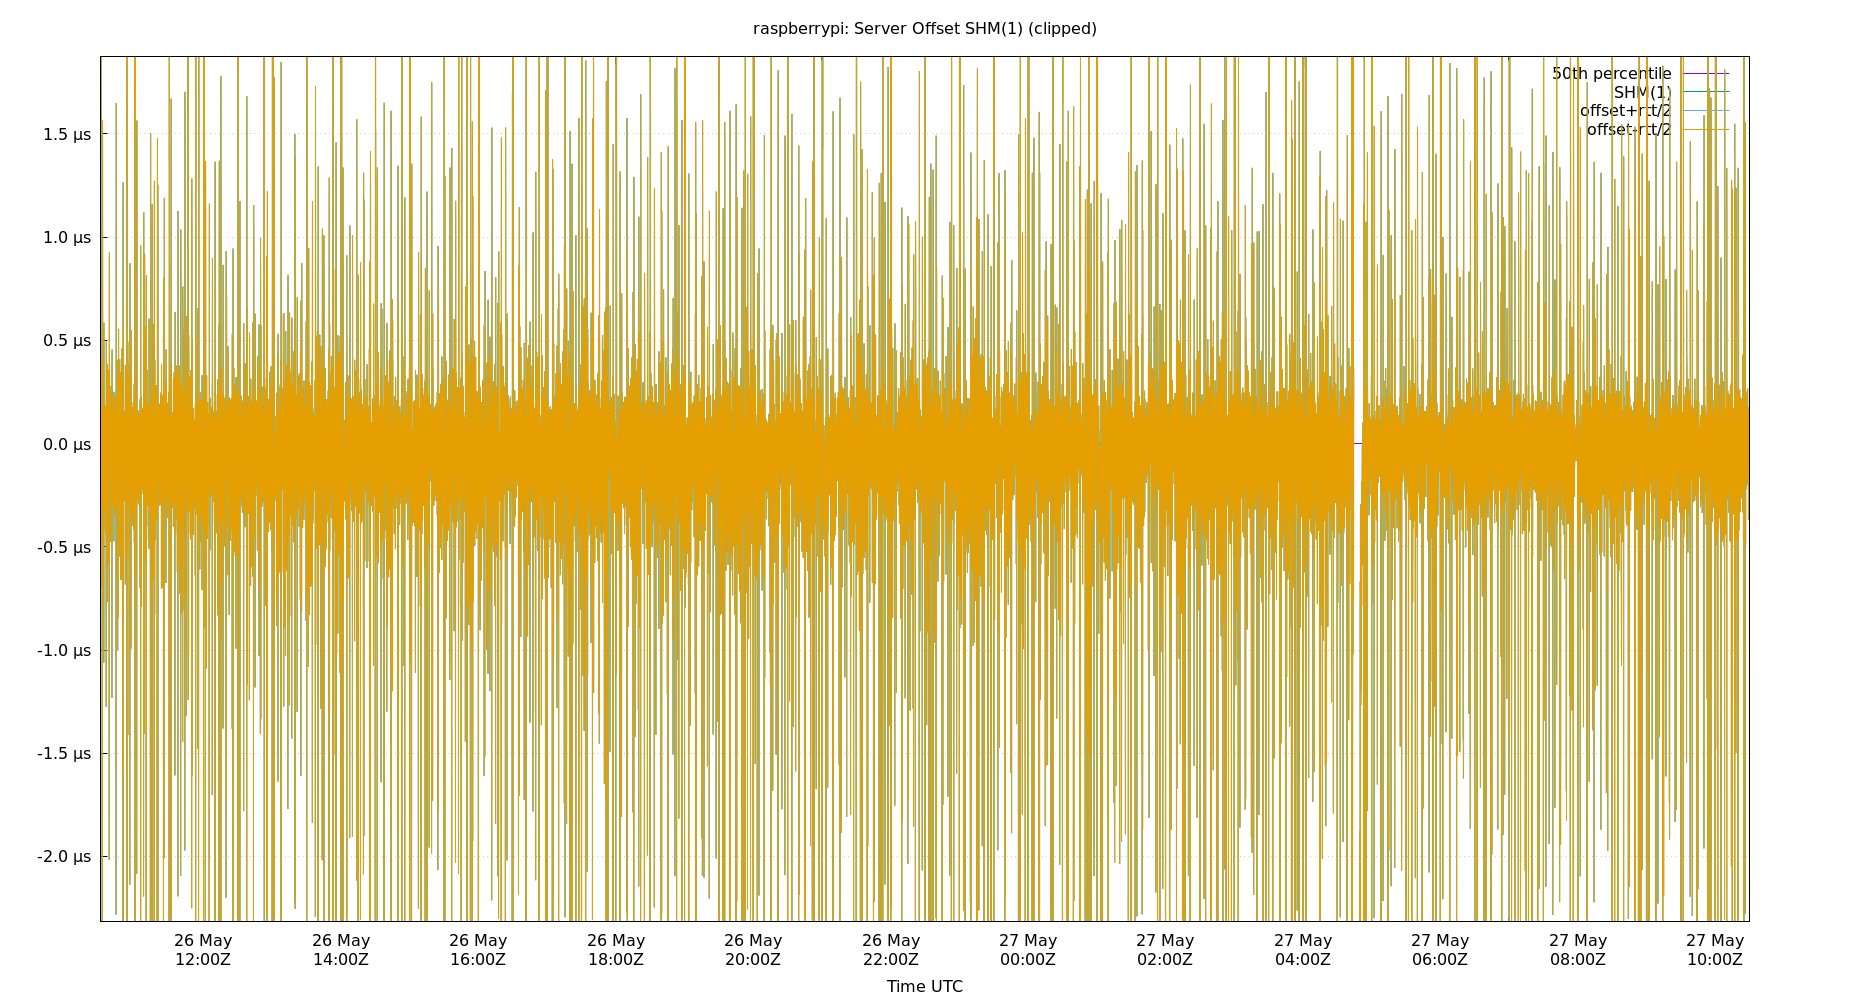 raspberrypi: Server Offset SHM(1) (clipped)
50th percentile
SHM(1)
offset+rtt/2
offset-rtt/2
1.5 µs
1.0 µs
0.5 µs
0.0 µs
-0.5 µs
-1.0 µs
-1.5 µs
-2.0 µs
26 May 26 May 26 May 26 May 26 May 26 May 27 May 27 May 27 May 27 May 27 May 27 May
12:00Z 14:00Z 16:00Z 18:00Z 20:00Z 22:00Z 00:00Z 02:00Z 04:00Z 06:00Z 08:00Z 10:00Z
Time UTC